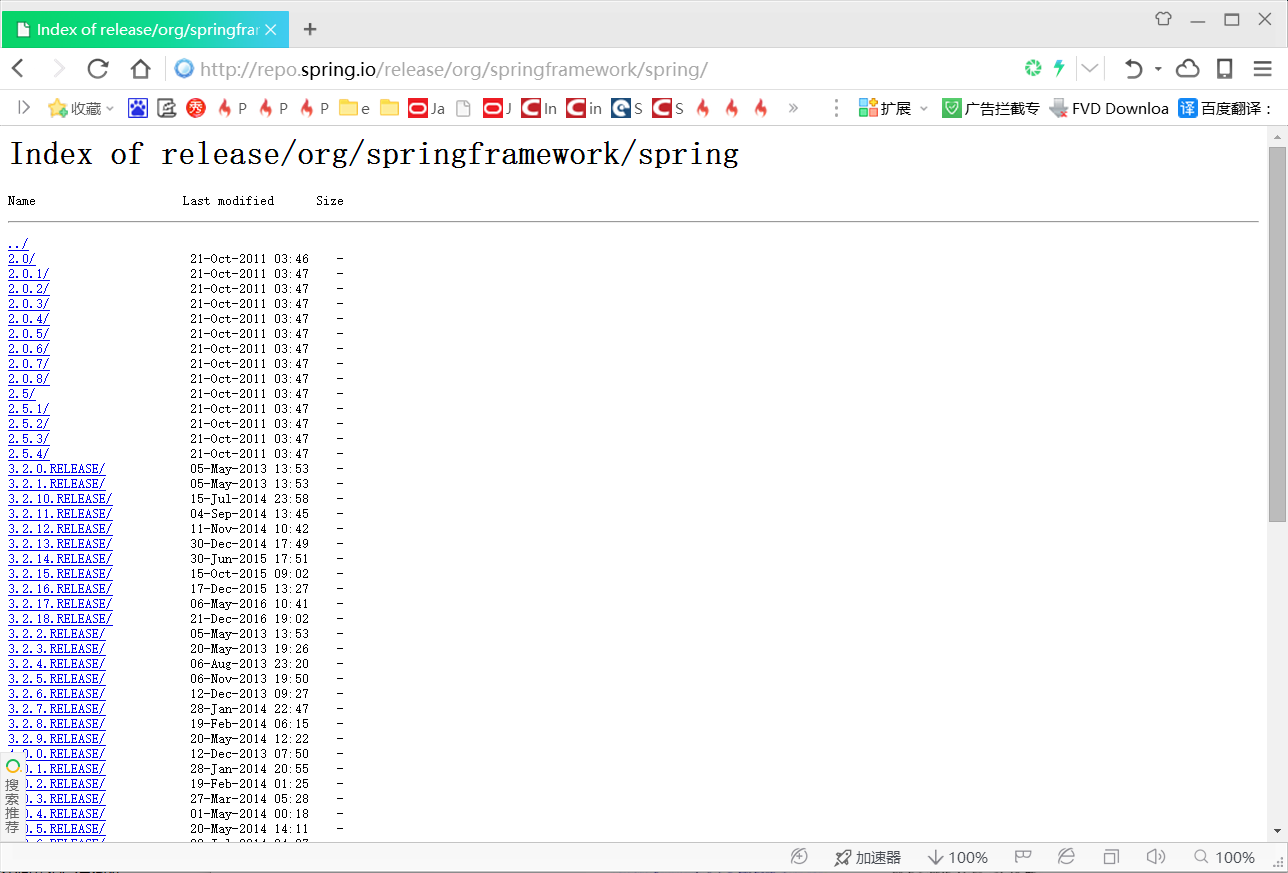 Index of release/org/springfra
http://repo.spring.io/release/org/springframework/spring/
收藏 P P P e Ja J In in S S 扩展 广告拦截专 FVD Downloa 译 百度翻译：
Index of release/org/springframework/spring
Name Last modified Size
../
2.0/ 21-Oct-2011 03:46 -
2.0.1/ 21-Oct-2011 03:47 -
2.0.2/ 21-Oct-2011 03:47 -
2.0.3/ 21-Oct-2011 03:47 -
2.0.4/ 21-Oct-2011 03:47 -
2.0.5/ 21-Oct-2011 03:47 -
2.0.6/ 21-Oct-2011 03:47 -
2.0.7/ 21-Oct-2011 03:47 -
2.0.8/ 21-Oct-2011 03:47 -
2.5/ 21-Oct-2011 03:47 -
2.5.1/ 21-Oct-2011 03:47 -
2.5.2/ 21-Oct-2011 03:47 -
2.5.3/ 21-Oct-2011 03:47 -
2.5.4/ 21-Oct-2011 03:47 -
3.2.0.RELEASE/ 05-May-2013 13:53 -
3.2.1.RELEASE/ 05-May-2013 13:53 -
3.2.10.RELEASE/ 15-Jul-2014 23:58 -
3.2.11.RELEASE/ 04-Sep-2014 13:45 -
3.2.12.RELEASE/ 11-Nov-2014 10:42 -
3.2.13.RELEASE/ 30-Dec-2014 17:49 -
3.2.14.RELEASE/ 30-Jun-2015 17:51 -
3.2.15.RELEASE/ 15-Oct-2015 09:02 -
3.2.16.RELEASE/ 17-Dec-2015 13:27 -
3.2.17.RELEASE/ 06-May-2016 10:41 -
3.2.18.RELEASE/ 21-Dec-2016 19:02 -
3.2.2.RELEASE/ 05-May-2013 13:53 -
3.2.3.RELEASE/ 20-May-2013 19:26 -
3.2.4.RELEASE/ 06-Aug-2013 23:20 -
3.2.5.RELEASE/ 06-Nov-2013 19:50 -
3.2.6.RELEASE/ 12-Dec-2013 09:27 -
3.2.7.RELEASE/ 28-Jan-2014 22:47 -
3.2.8.RELEASE/ 19-Feb-2014 06:15 -
3.2.9.RELEASE/ 20-May-2014 12:22 -
.0.0.RELEASE/ 12-Dec-2013 07:50 -
0.1.RELEASE/ 28-Jan-2014 20:55 -
0.2.RELEASE/ 19-Feb-2014 01:25 -
0.3.RELEASE/ 27-Mar-2014 05:28 -
0.4.RELEASE/ 01-May-2014 00:18 -
0.5.RELEASE/ 20-May-2014 14:11 -
搜索推荐
加速器 100% 100%